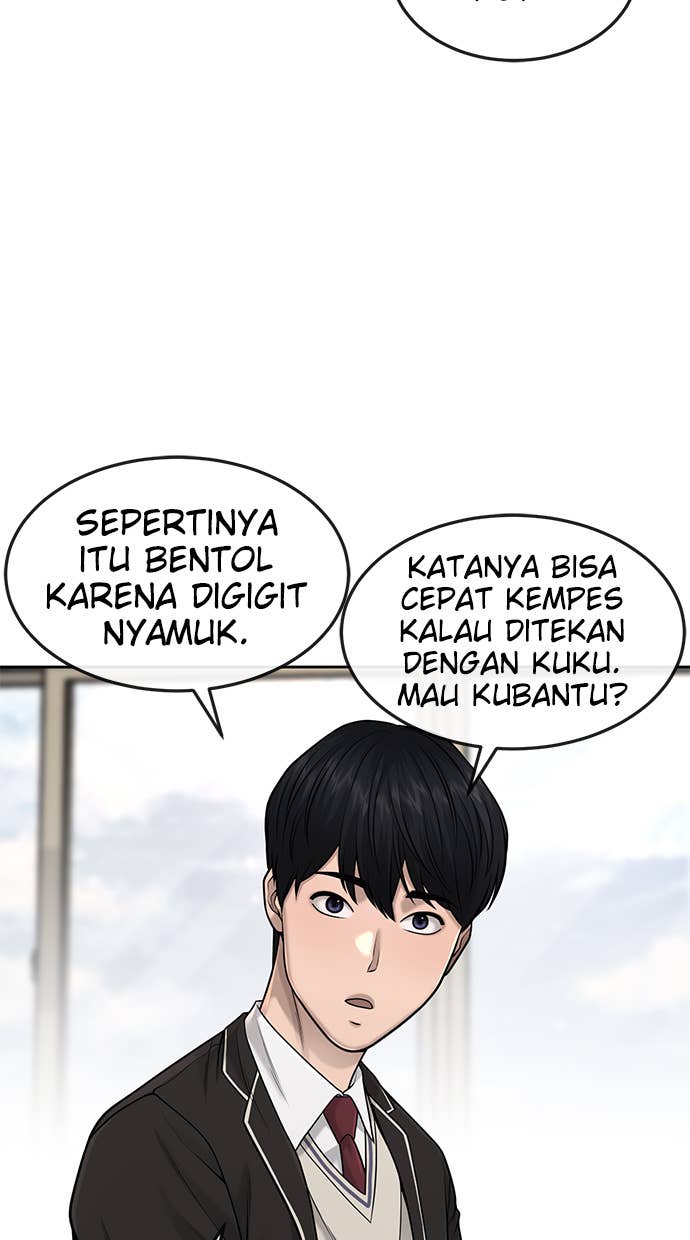 SEPERTINYA
ITU BENTOL
KARENA DIGIGIT
NYAMUK.
KATANYA BISA
CEPAT KEMPES
KALAU DITEKAN
DENGAN KUKU.
MAU KUBANTU?